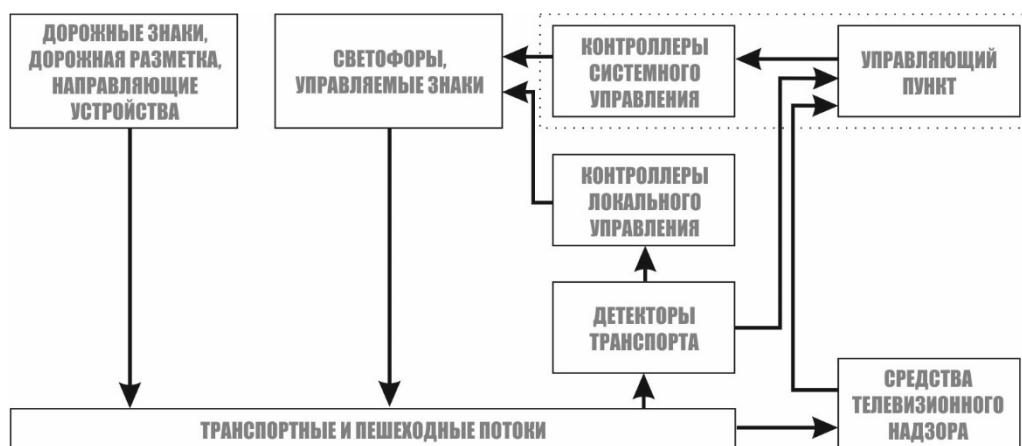 ДОРОЖНЫЕ ЗНАКИ,
ДОРОЖНАЯ РАЗМЕТКА,
НАПРАВЛЯЮЩИЕ
УСТРОЙСТВА
СВЕТОФОРЫ,
УПРАВЛЯЕМЫЕ ЗНАКИ
КОНТРОЛЛЕРЫ
СИСТЕМНОГО
УПРАВЛЕНИЯ
УПРАВЛЯЮЩИЙ
ПУНКТ
КОНТРОЛЛЕРЫ
ЛОКАЛЬНОГО
УПРАВЛЕНИЯ
ДЕТЕКТОРЫ
ТРАНСПОРТА
СРЕДСТВА
ТЕЛЕВИЗИОННОГО
НАДЗОРА
ТРАНСПОРТНЫЕ И ПЕШЕХОДНЫЕ ПОТОКИ